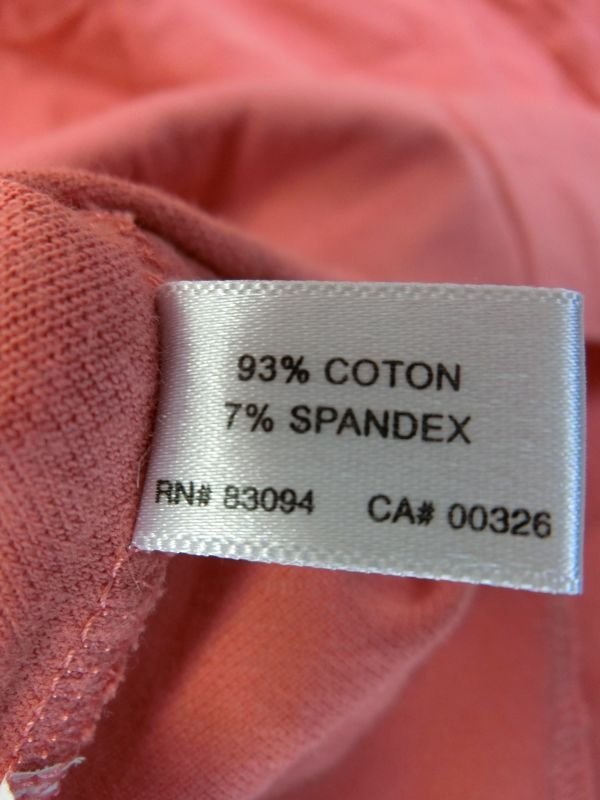 93% COTON
7% SPANDEX
RN# 83094 CA# 00326